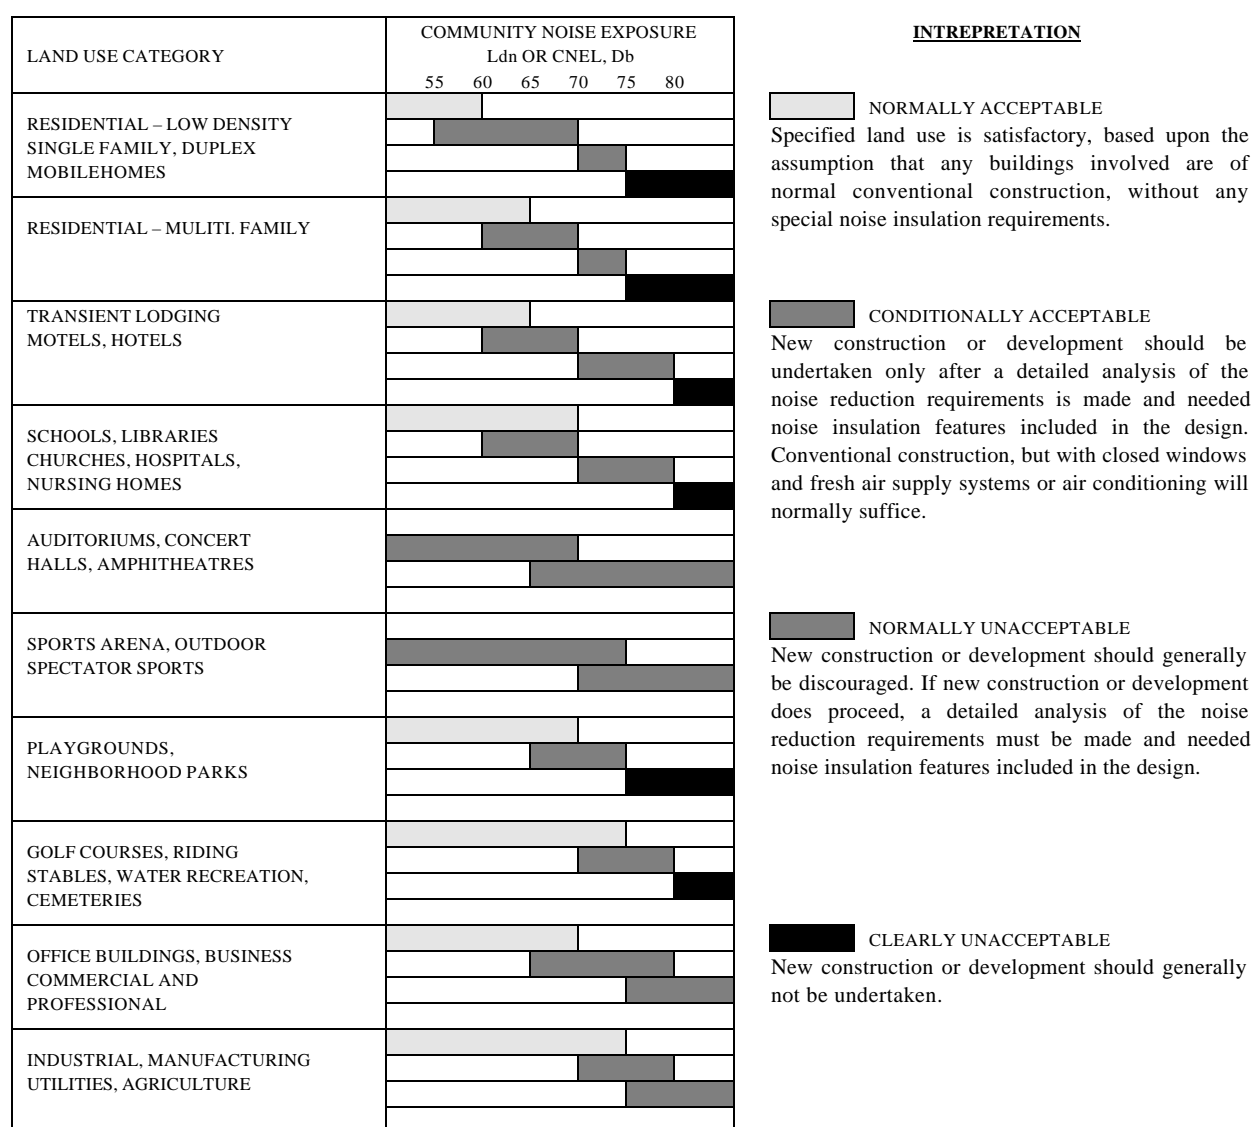 LAND USE CATEGORY
COMMUNITY NOISE EXPOSURE
Ldn OR CNEL, Db
55 60 65 70 75 80
RESIDENTIAL – LOW DENSITY
SINGLE FAMILY, DUPLEX
MOBILEHOMES
RESIDENTIAL – MULITI. FAMILY
TRANSIENT LODGING
MOTELS, HOTELS
SCHOOLS, LIBRARIES
CHURCHES, HOSPITALS,
NURSING HOMES
AUDITORIUMS, CONCERT
HALLS, AMPHITHEATRES
SPORTS ARENA, OUTDOOR
SPECTATOR SPORTS
PLAYGROUNDS,
NEIGHBORHOOD PARKS
GOLF COURSES, RIDING
STABLES, WATER RECREATION,
CEMETERIES
OFFICE BUILDINGS, BUSINESS
COMMERCIAL AND
PROFESSIONAL
INDUSTRIAL, MANUFACTURING
UTILITIES, AGRICULTURE
INTREPRETATION
NORMALLY ACCEPTABLE
Specified land use is satisfactory, based upon the
assumption that any buildings involved are of
normal conventional construction, without any
special noise insulation requirements.
CONDITIONALLY ACCEPTABLE
New construction or development should be
undertaken only after a detailed analysis of the
noise reduction requirements is made and needed
noise insulation features included in the design.
Conventional construction, but with closed windows
and fresh air supply systems or air conditioning will
normally suffice.
NORMALLY UNACCEPTABLE
New construction or development should generally
be discouraged. If new construction or development
does proceed, a detailed analysis of the noise
reduction requirements must be made and needed
noise insulation features included in the design.
CLEARLY UNACCEPTABLE
New construction or development should generally
not be undertaken.